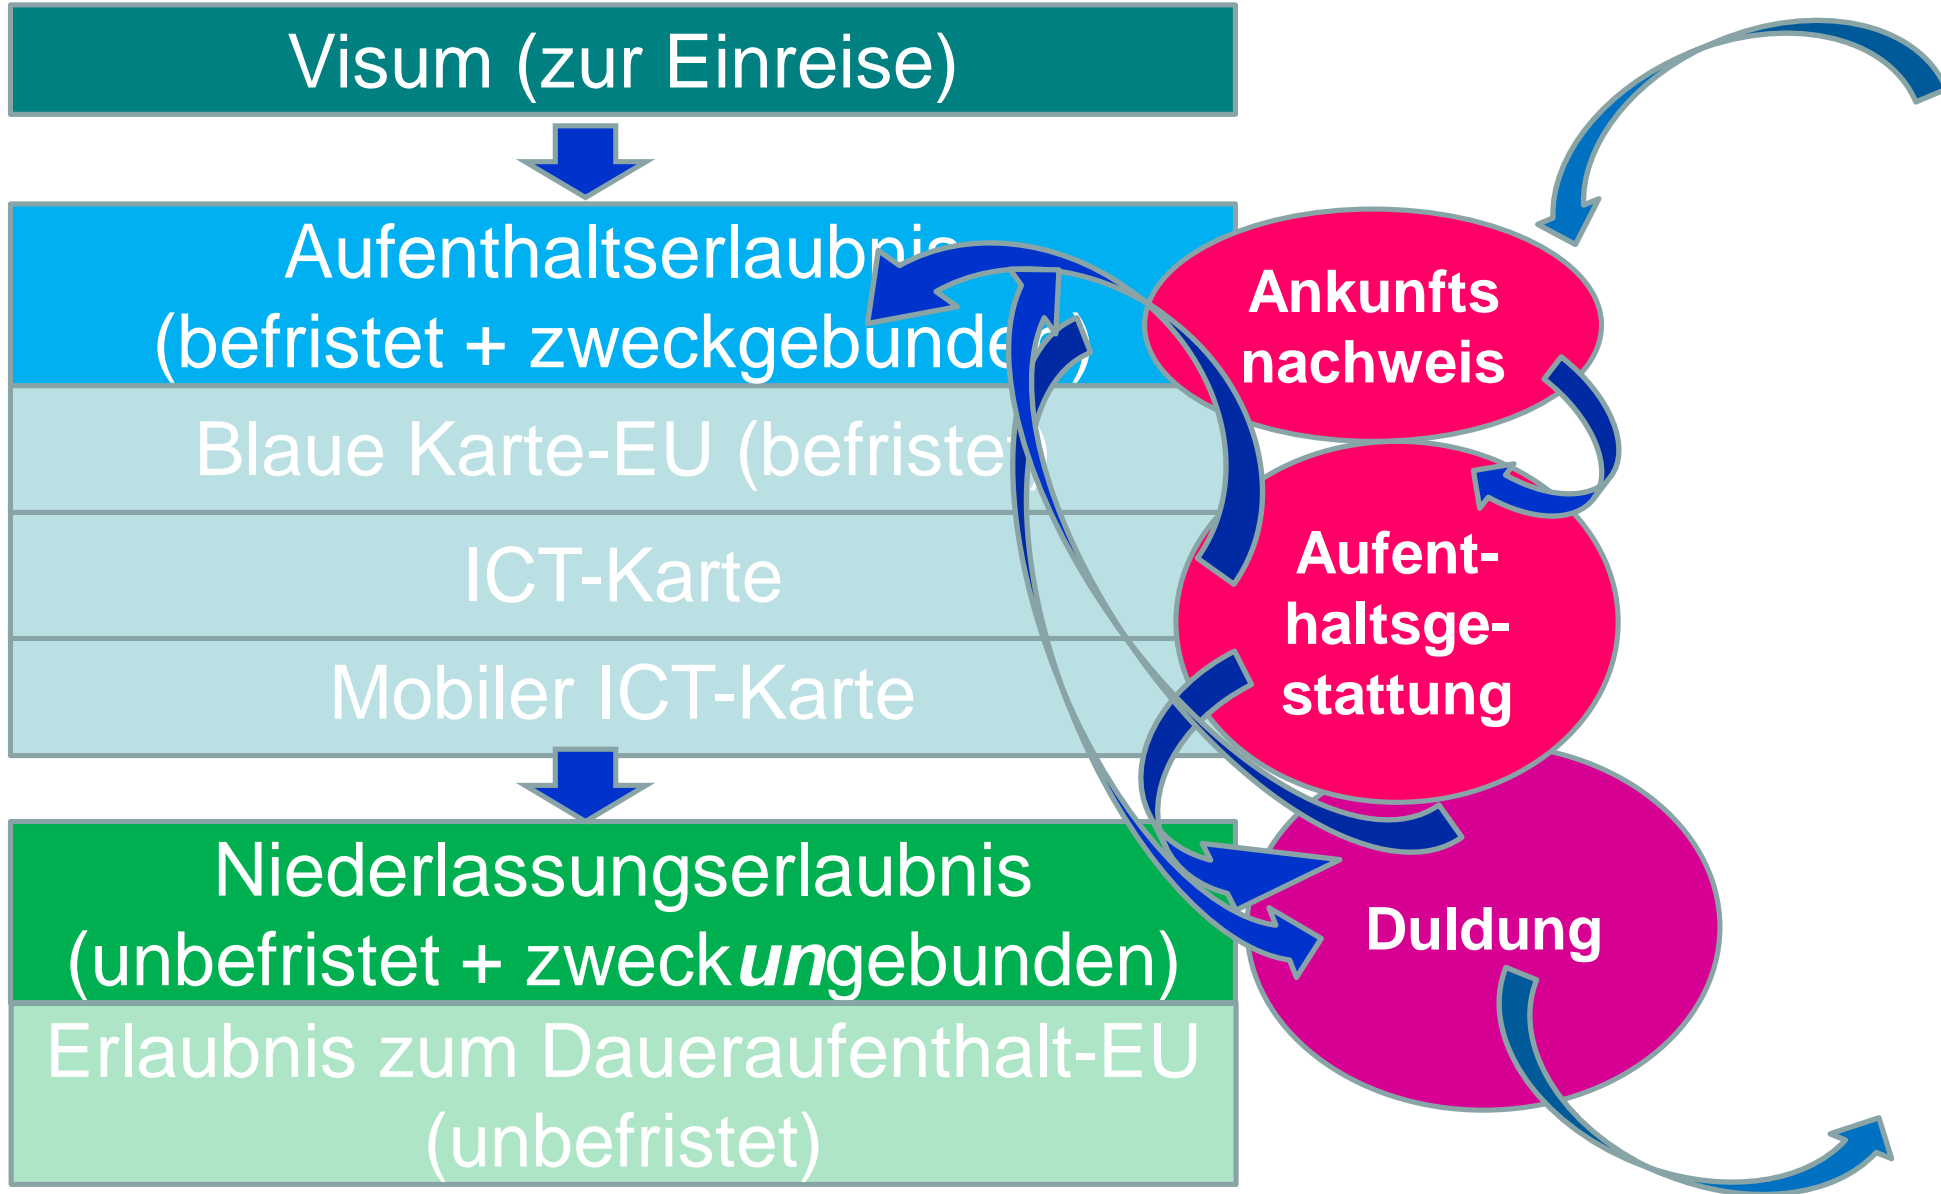 Visum (zur Einreise)
Aufenthaltserlaubnis
(befristet + zweckgebunden)
Blaue Karte-EU (befristet)
ICT-Karte
Mobiler ICT-Karte
Niederlassungserlaubnis
(unbefristet + zweckungebunden)
Erlaubnis zum Daueraufenthalt-EU
(unbefristet)
Ankunfts
nachweis
Aufent-
haltsge-
stattung
Duldung